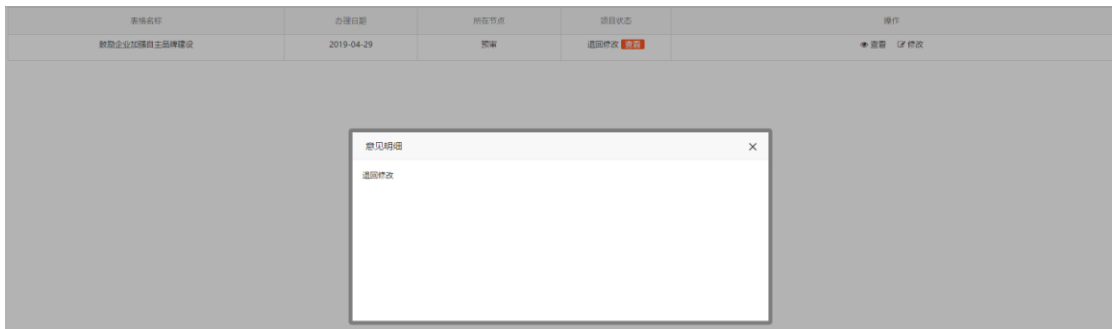 表格名称 办理日期 所在节点 项目状态 操作
鼓励企业加强自主品牌建设 2019-04-29 预审 退回修改 查看 查看 修改
意见明细 ×
退回修改